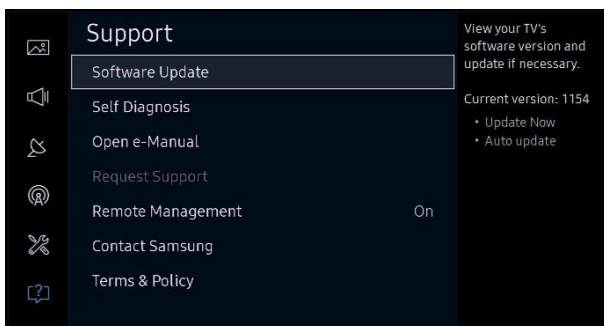 Support
Software Update
Self Diagnosis
Open e-Manual
Request Support
Remote Management On
Contact Samsung
Terms & Policy
View your TV's
software version and
update if necessary.
Current version: 1154
• Update Now
• Auto update